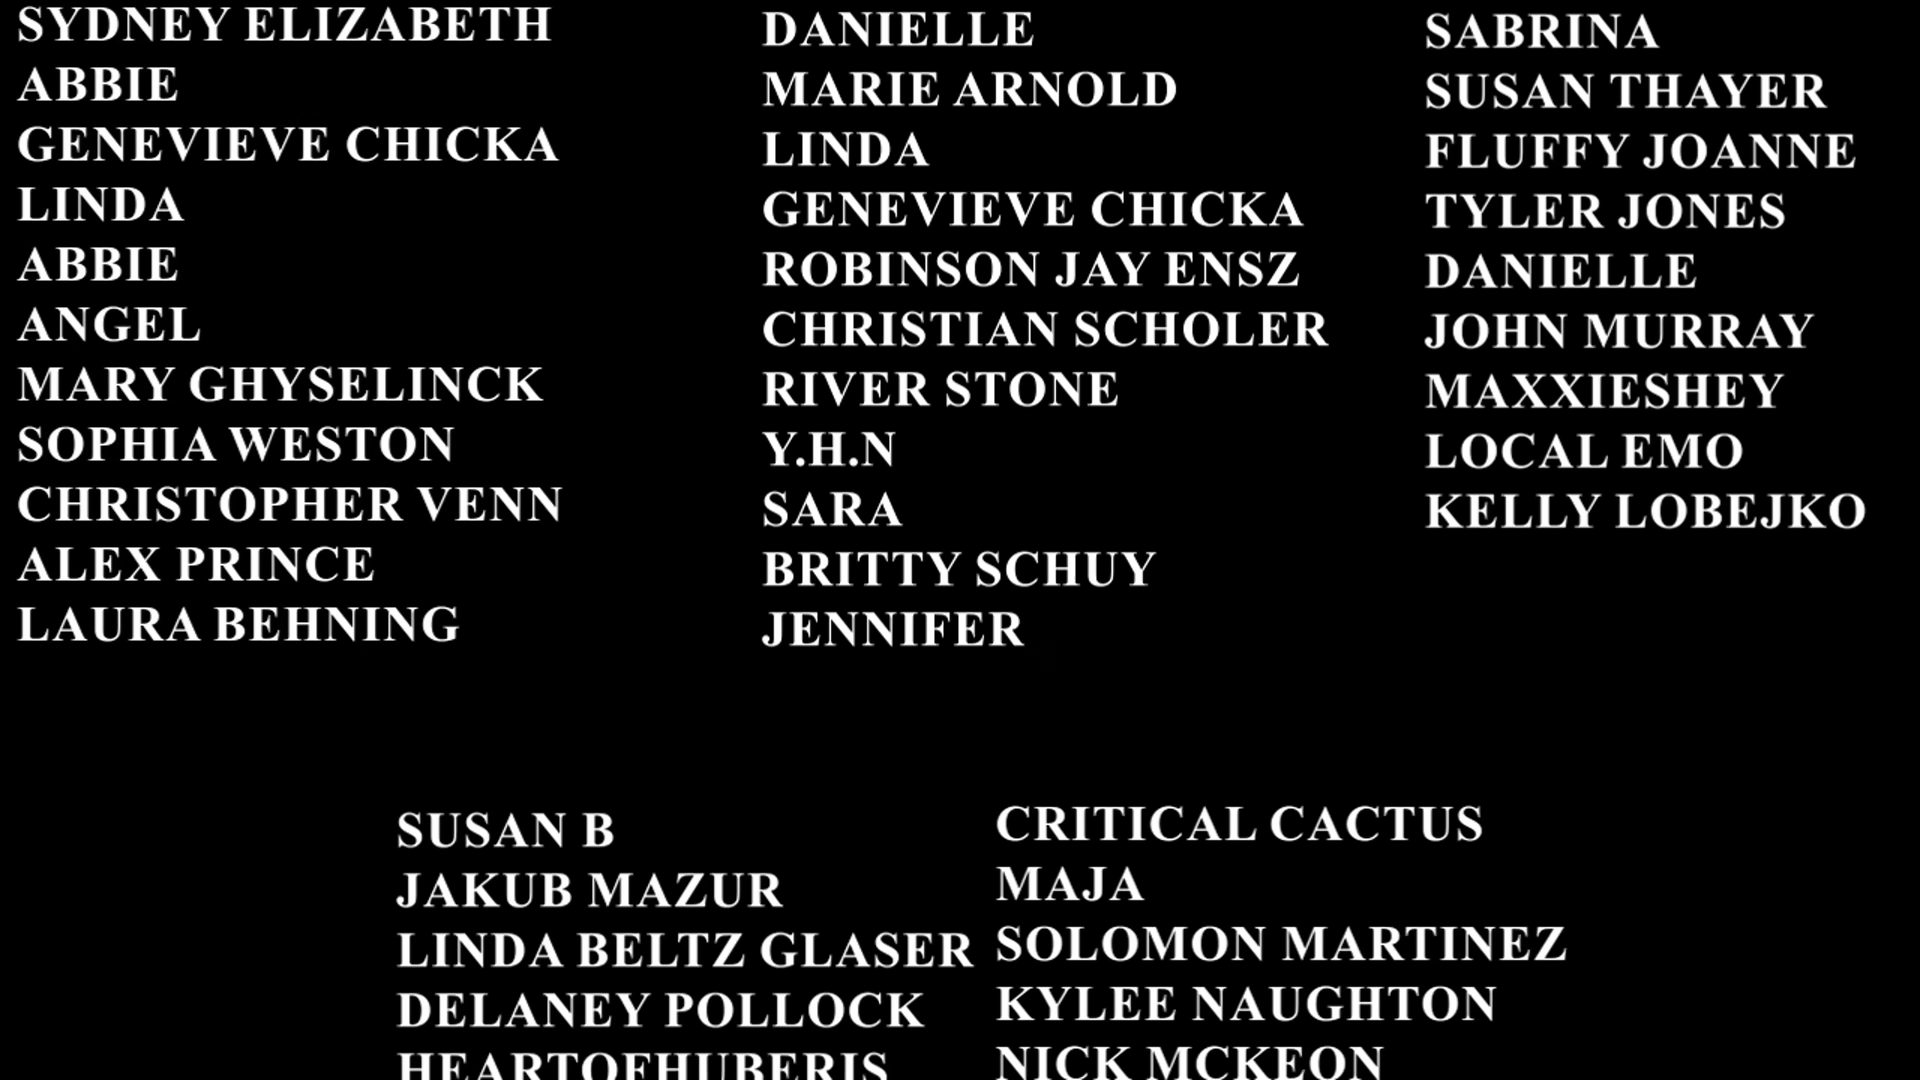 SYDNEY ELIZABETH
ABBIE
GENEVIEVE CHICKA
LINDA
ABBIE
ANGEL
MARY GHYSELINCK
SOPHIA WESTON
CHRISTOPHER VENN
ALEX PRINCE
LAURA BEHNING
DANIELLE
MARIE ARNOLD
LINDA
GENEVIEVE CHICKA
ROBINSON JAY ENSZ
CHRISTIAN SCHOLER
RIVER STONE
Y.H.N
SARA
BRITTY SCHUY
JENNIFER
SABRINA
SUSAN THAYER
FLUFFY JOANNE
TYLER JONES
DANIELLE
JOHN MURRAY
MAXXIESHEY
LOCAL EMO
KELLY LOBEJKO
SUSAN B
JAKUB MAZUR
LINDA BELTZ GLASER
DELANEY POLLOCK
HEARTOFHUBERIS
CRITICAL CACTUS
MAJA
SOLOMON MARTINEZ
KYLEE NAUGHTON
NICK MCKEON